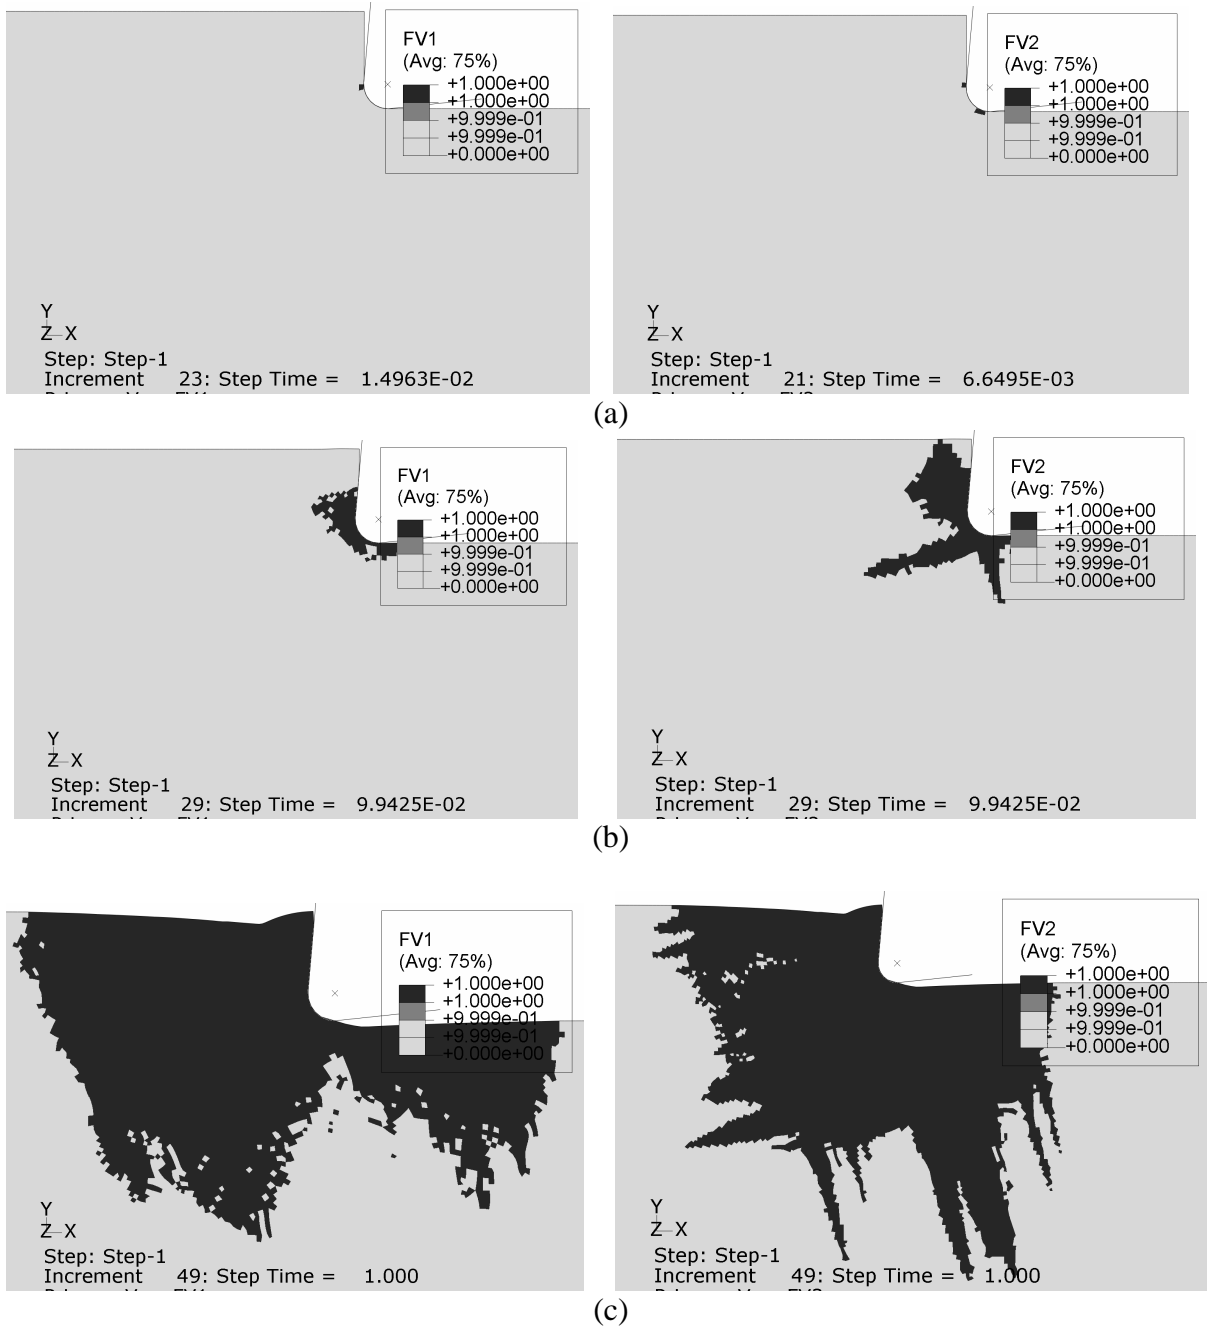 FV1
(Avg: 75%)
+1.000e+00
+1.000e+00
+9.999e-01
+9.999e-01
+0.000e+00
Y
Z X
Step: Step-1
Increment 23: Step Time = 1.4963E-02
FV2
(Avg: 75%)
+1.000e+00
+1.000e+00
+9.999e-01
+9.999e-01
+0.000e+00
Y
Z X
Step: Step-1
Increment 21: Step Time = 6.6495E-03
(a)
FV1
(Avg: 75%)
+1.000e+00
+1.000e+00
+9.999e-01
+9.999e-01
+0.000e+00
Y
Z X
Step: Step-1
Increment 29: Step Time = 9.9425E-02
FV2
(Avg: 75%)
+1.000e+00
+1.000e+00
+9.999e-01
+9.999e-01
+0.000e+00
Y
Z X
Step: Step-1
Increment 29: Step Time = 9.9425E-02
(b)
FV1
(Avg: 75%)
+1.000e+00
+1.000e+00
+9.999e-01
+9.999e-01
+0.000e+00
Y
Z X
Step: Step-1
Increment 49: Step Time = 1.000
FV2
(Avg: 75%)
+1.000e+00
+1.000e+00
+9.999e-01
+9.999e-01
+0.000e+00
Y
Z X
Step: Step-1
Increment 49: Step Time = 1.000
(c)